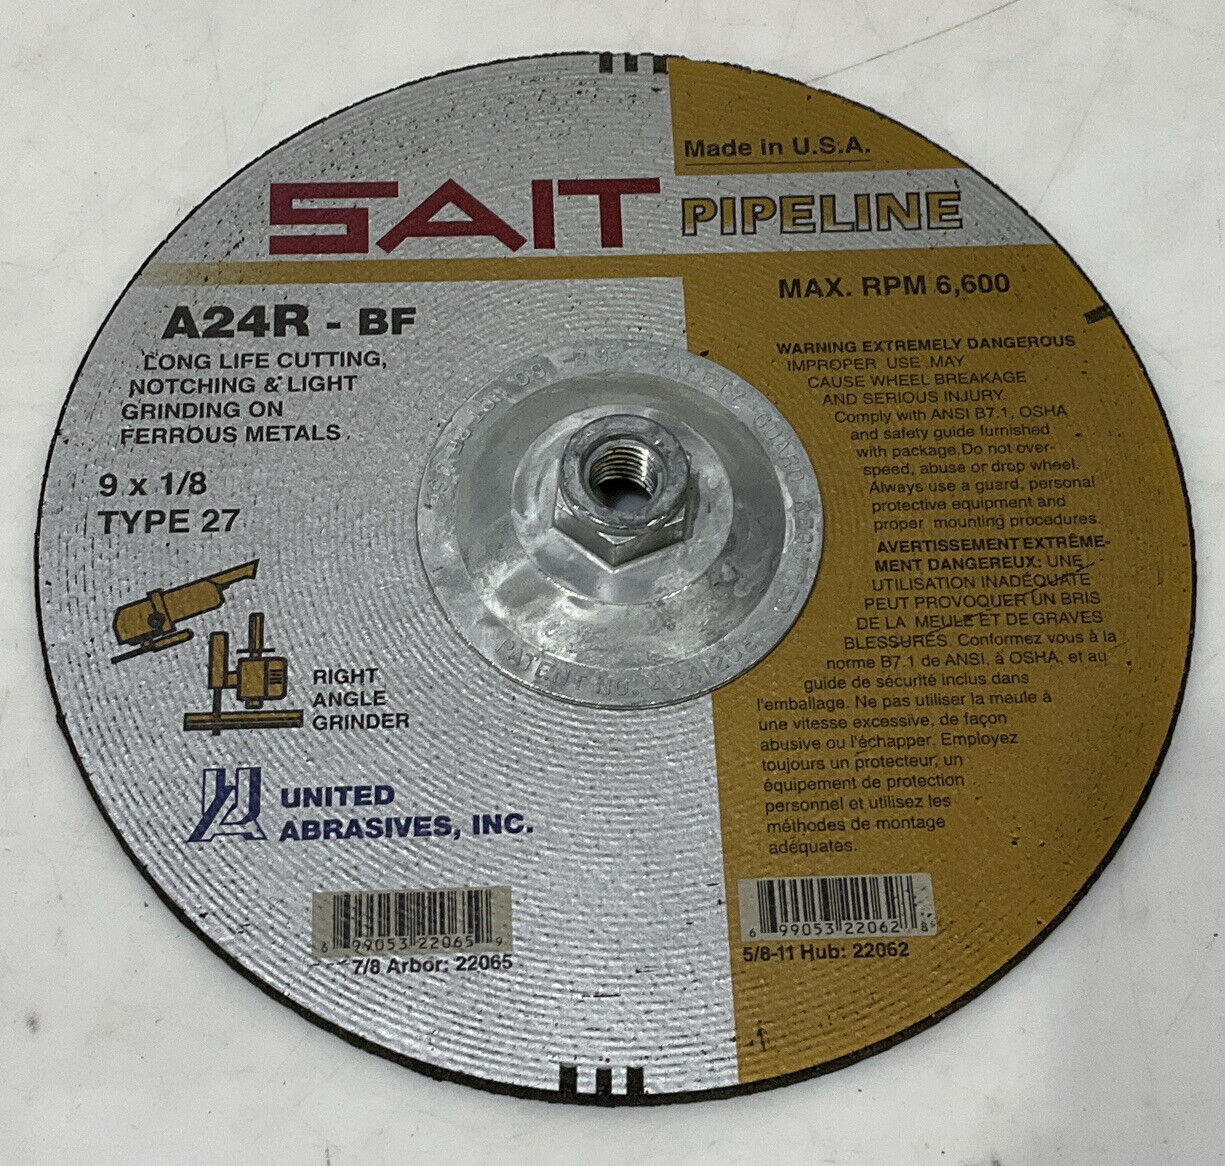 Made in U.S.A.
SAIT PIPELINE
MAX. RPM 6,600
A24R - BF
LONG LIFE CUTTING,
NOTCHING & LIGHT
GRINDING ON
FERROUS METALS
9 x 1/8
TYPE 27
RIGHT
ANGLE
GRINDER
UNITED
ABRASIVES, INC.
WARNING EXTREMELY DANGEROUS
IMPROPER USE MAY
CAUSE WHEEL BREAKAGE
AND SERIOUS INJURY.
Comply with ANSI B7.1, OSHA
and safety guide furnished
with package. Do not over-
speed, abuse or drop wheel.
Always use a guard, personal
protective equipment and
proper mounting procedures.
AVERTISSEMENT EXTRÊME-
MENT DANGEREUX: UNE
UTILISATION INADÉQUATE
PEUT PROVOQUER UN BRIS
DE LA MEULE ET DE GRAVES
BLESSURES. Conformez vous à la
norme B7.1 de ANSI, à OSHA, et au
guide de sécurité inclus dans
l'emballage. Ne pas utiliser la meule à
une vitesse excessive, de façon
abusive ou l'échapper. Employez
toujours un protecteur, un
équipement de protection
personnel et utilisez les
méthodes de montage
adéquates.
6 99053 22065 9
7/8 Arbor: 22065
6 99053 22062 8
5/8-11 Hub: 22062
PATENT NO.